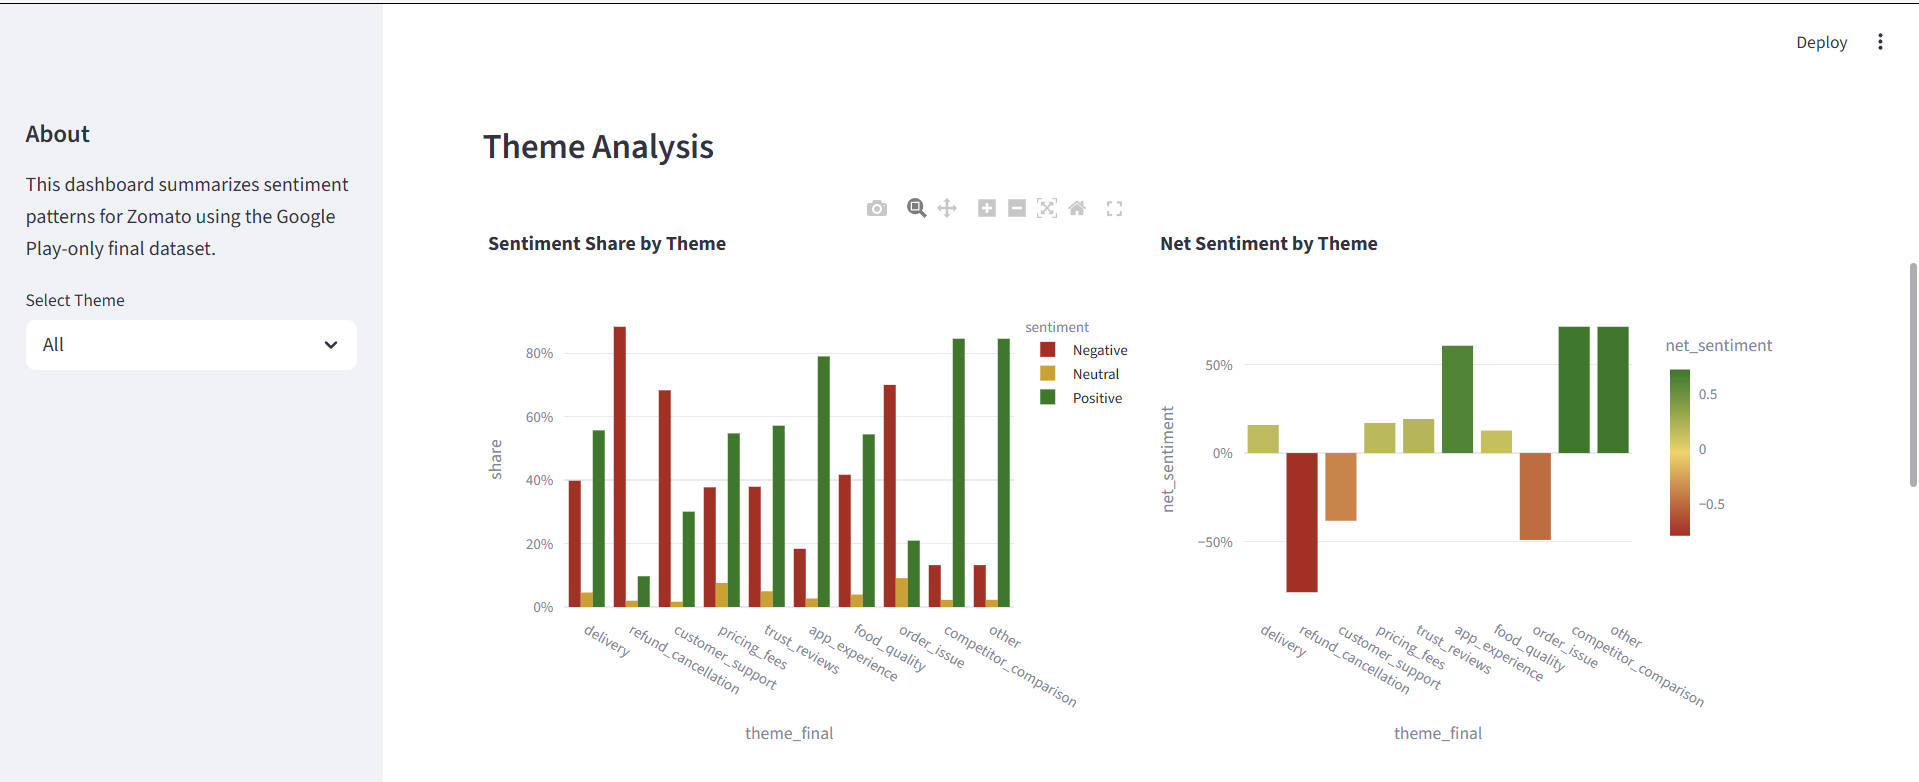 Deploy
About
This dashboard summarizes sentiment
patterns for Zomato using the Google
Play-only final dataset.
Select Theme
All
Theme Analysis
Sentiment Share by Theme
80%
60%
40%
20%
0%
share
sentiment
Negative
Neutral
Positive
delivery
refund_cancellation
customer_support
pricing_fees
trust_reviews
app_experience
food_quality
order_issue
competitor_comparison
other
theme_final
Net Sentiment by Theme
50%
0%
−50%
net_sentiment
net_sentiment
0.5
0
−0.5
delivery
refund_cancellation
customer_support
pricing_fees
trust_reviews
app_experience
food_quality
order_issue
competitor_comparison
other
theme_final